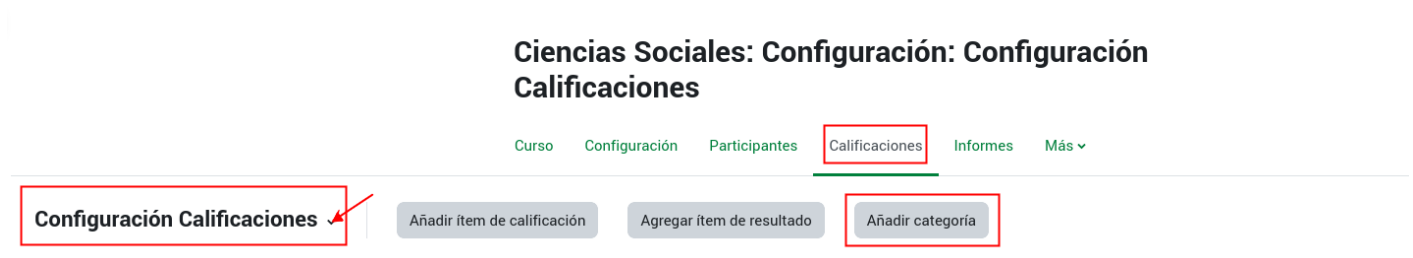 Ciencias Sociales: Configuración: Configuración
Calificaciones
Curso Configuración Participantes Calificaciones Informes Más
Configuración Calificaciones Añadir ítem de calificación Agregar ítem de resultado Añadir categoría